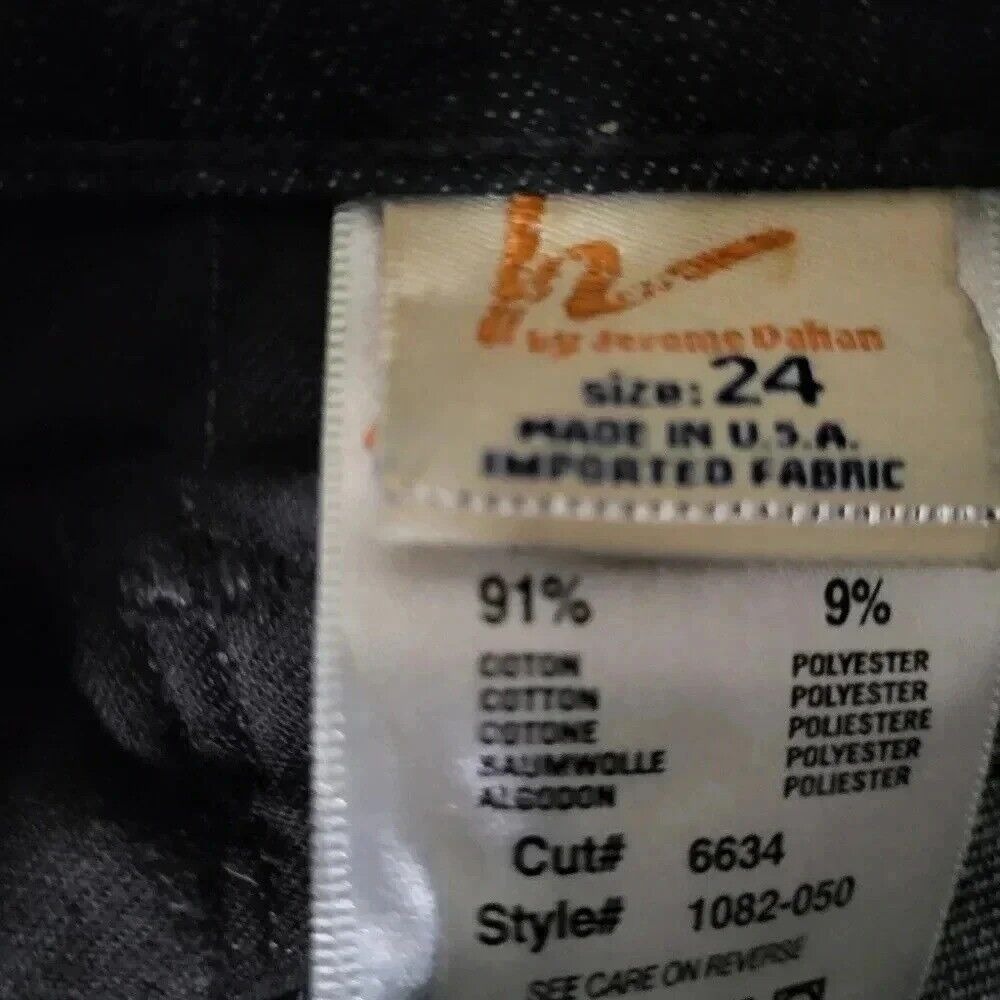 h
by Jerome Dahan
size: 24
MADE IN U.S.A.
IMPORTED FABRIC
91% 9%
COTON POLYESTER
COTTON POLYESTER
COTONE POLIESTERE
BAUMWOLLE POLYESTER
ALGODON POLIESTER
Cut# 6634
Style# 1082-050
SEE CARE ON REVERSE